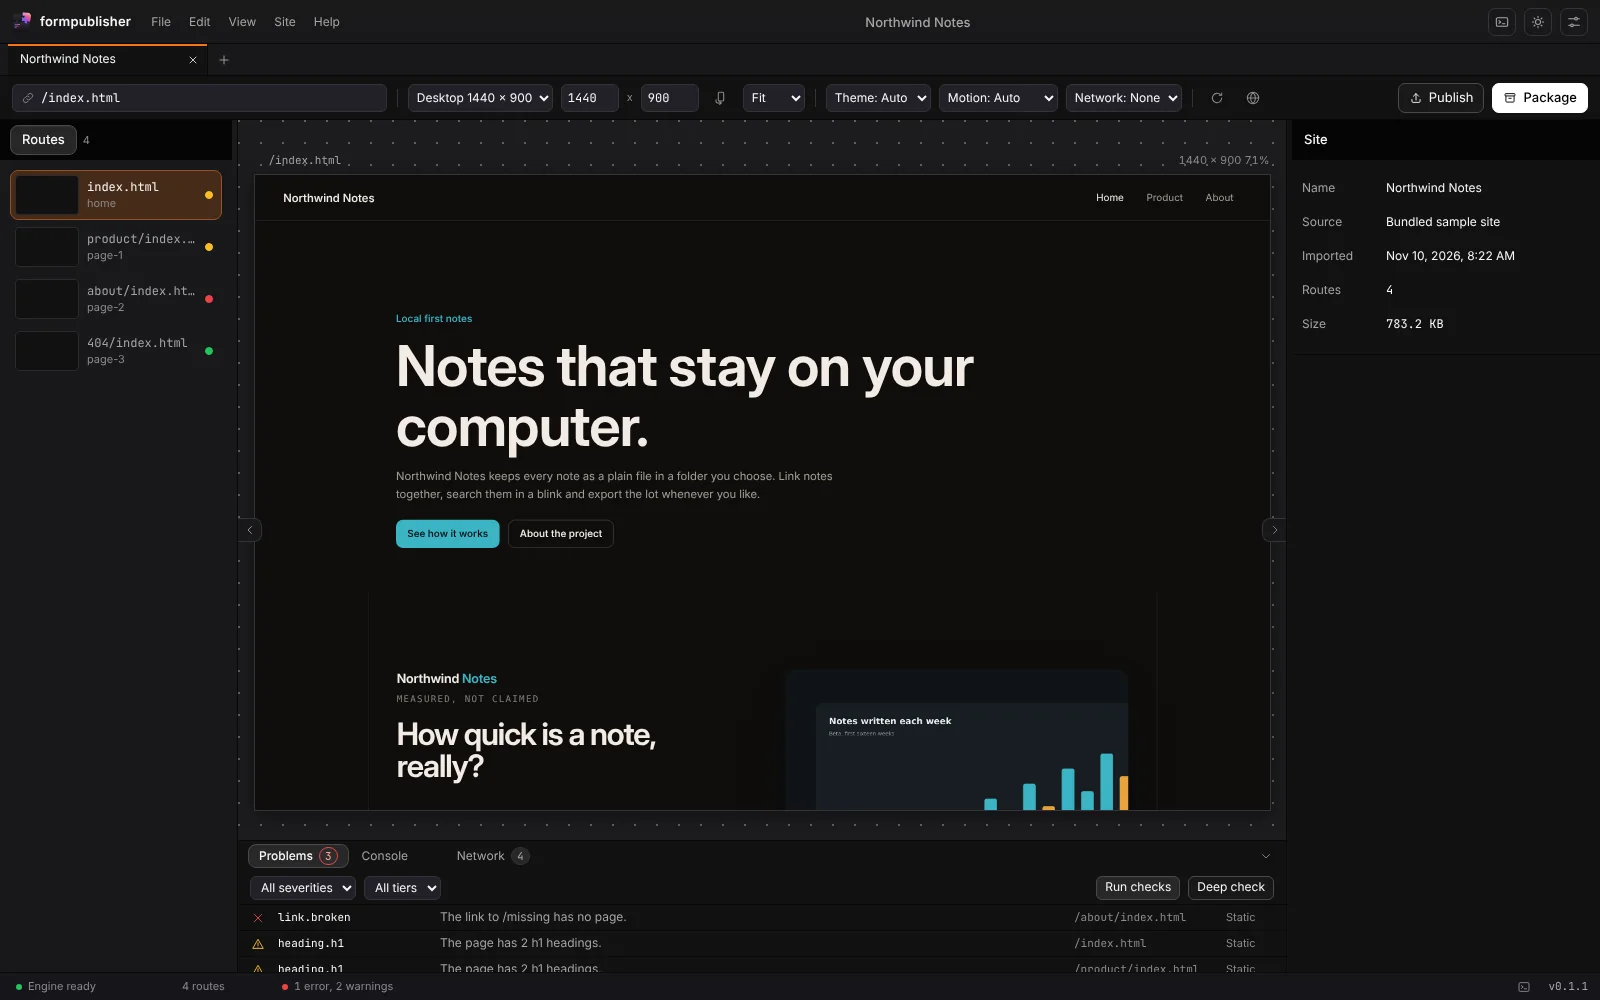 formpublisher File Edit View Site Help Northwind Notes
Northwind Notes
/index.html Desktop 1440 × 900 1440 x 900 Fit Theme: Auto Motion: Auto Network: None Publish Package
Routes 4
index.html
home
product/index.…
page-1
about/index.ht…
page-2
404/index.html
page-3
/index.html 1440 × 900 71%
Northwind Notes Home Product About
Local first notes
Notes that stay on your
computer.
Northwind Notes keeps every note as a plain file in a folder you choose. Link notes
together, search them in a blink and export the lot whenever you like.
See how it works About the project
Northwind Notes
MEASURED, NOT CLAIMED
How quick is a note,
really?
Notes written each week
Beta, first sixteen weeks
Site
Name Northwind Notes
Source Bundled sample site
Imported Nov 10, 2026, 8:22 AM
Routes 4
Size 783.2 KB
Problems 3 Console Network 4
All severities All tiers Run checks Deep check
link.broken The link to /missing has no page. /about/index.html Static
heading.h1 The page has 2 h1 headings. /index.html Static
heading.h1 The page has 2 h1 headings. /product/index.html Static
Engine ready 4 routes 1 error, 2 warnings v0.1.1